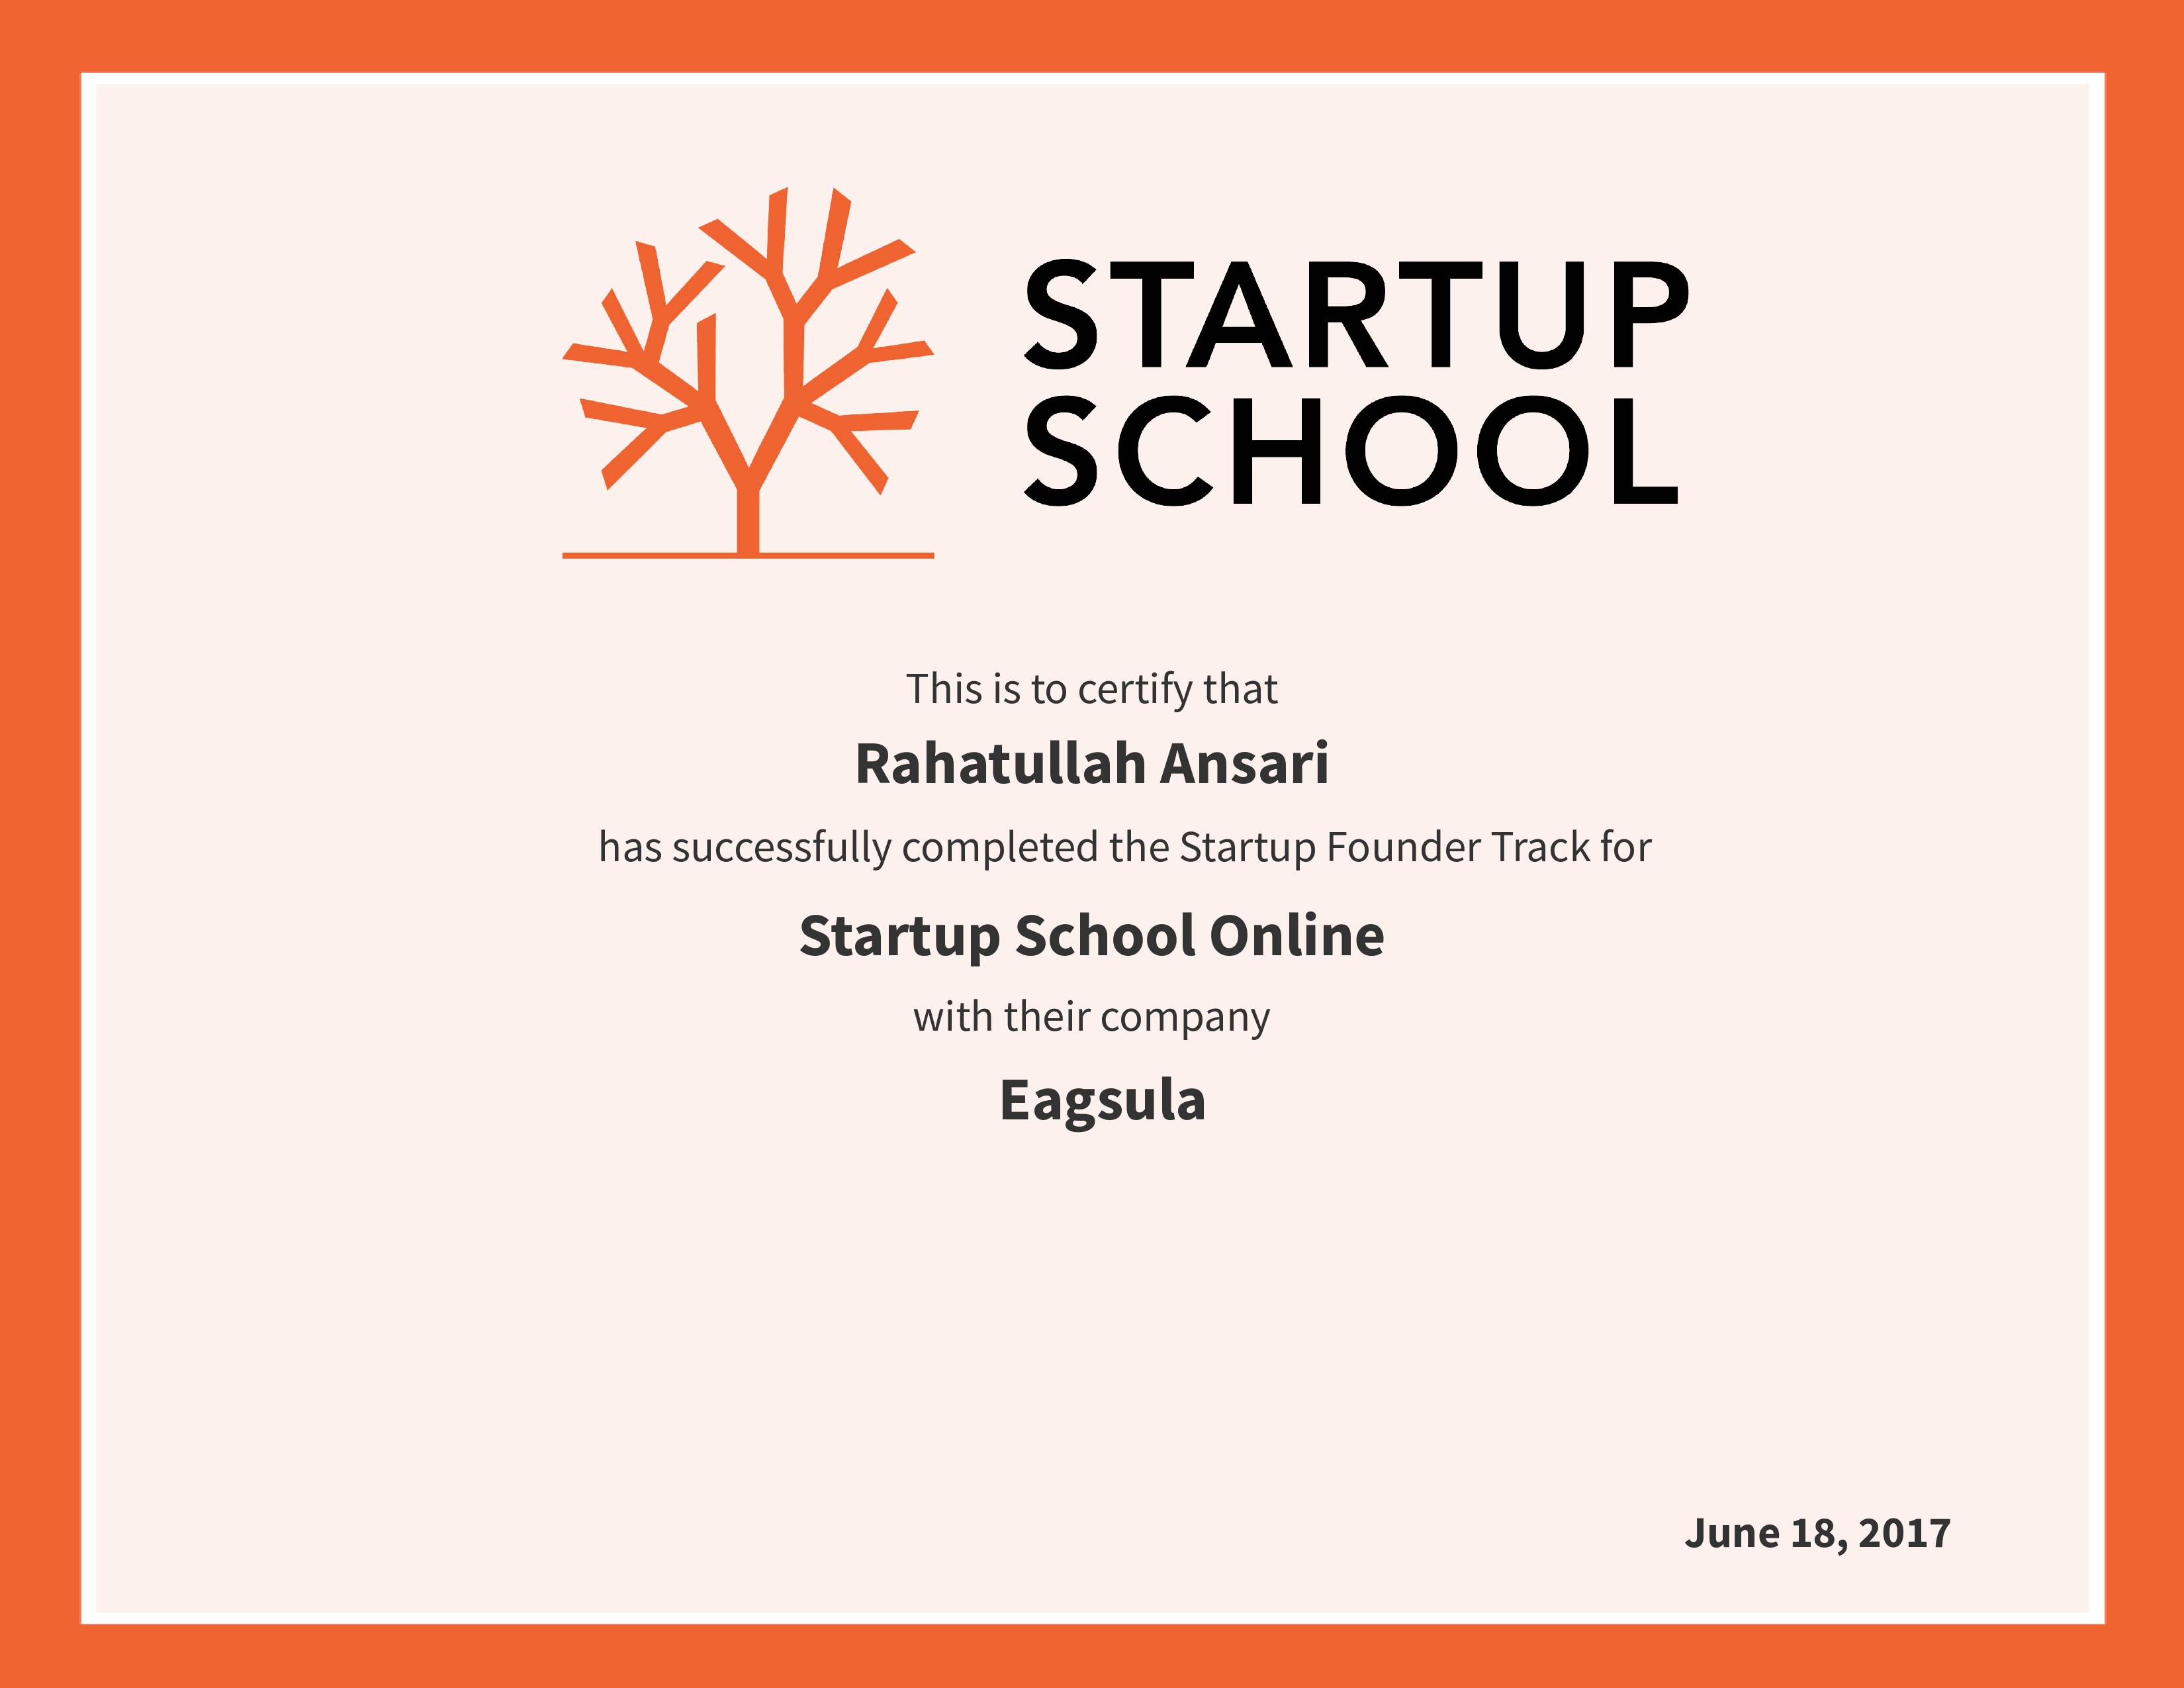 STARTUP
SCHOOL
This is to certify that
Rahatullah Ansari
has successfully completed the Startup Founder Track for
Startup School Online
with their company
Eagsula
June 18, 2017